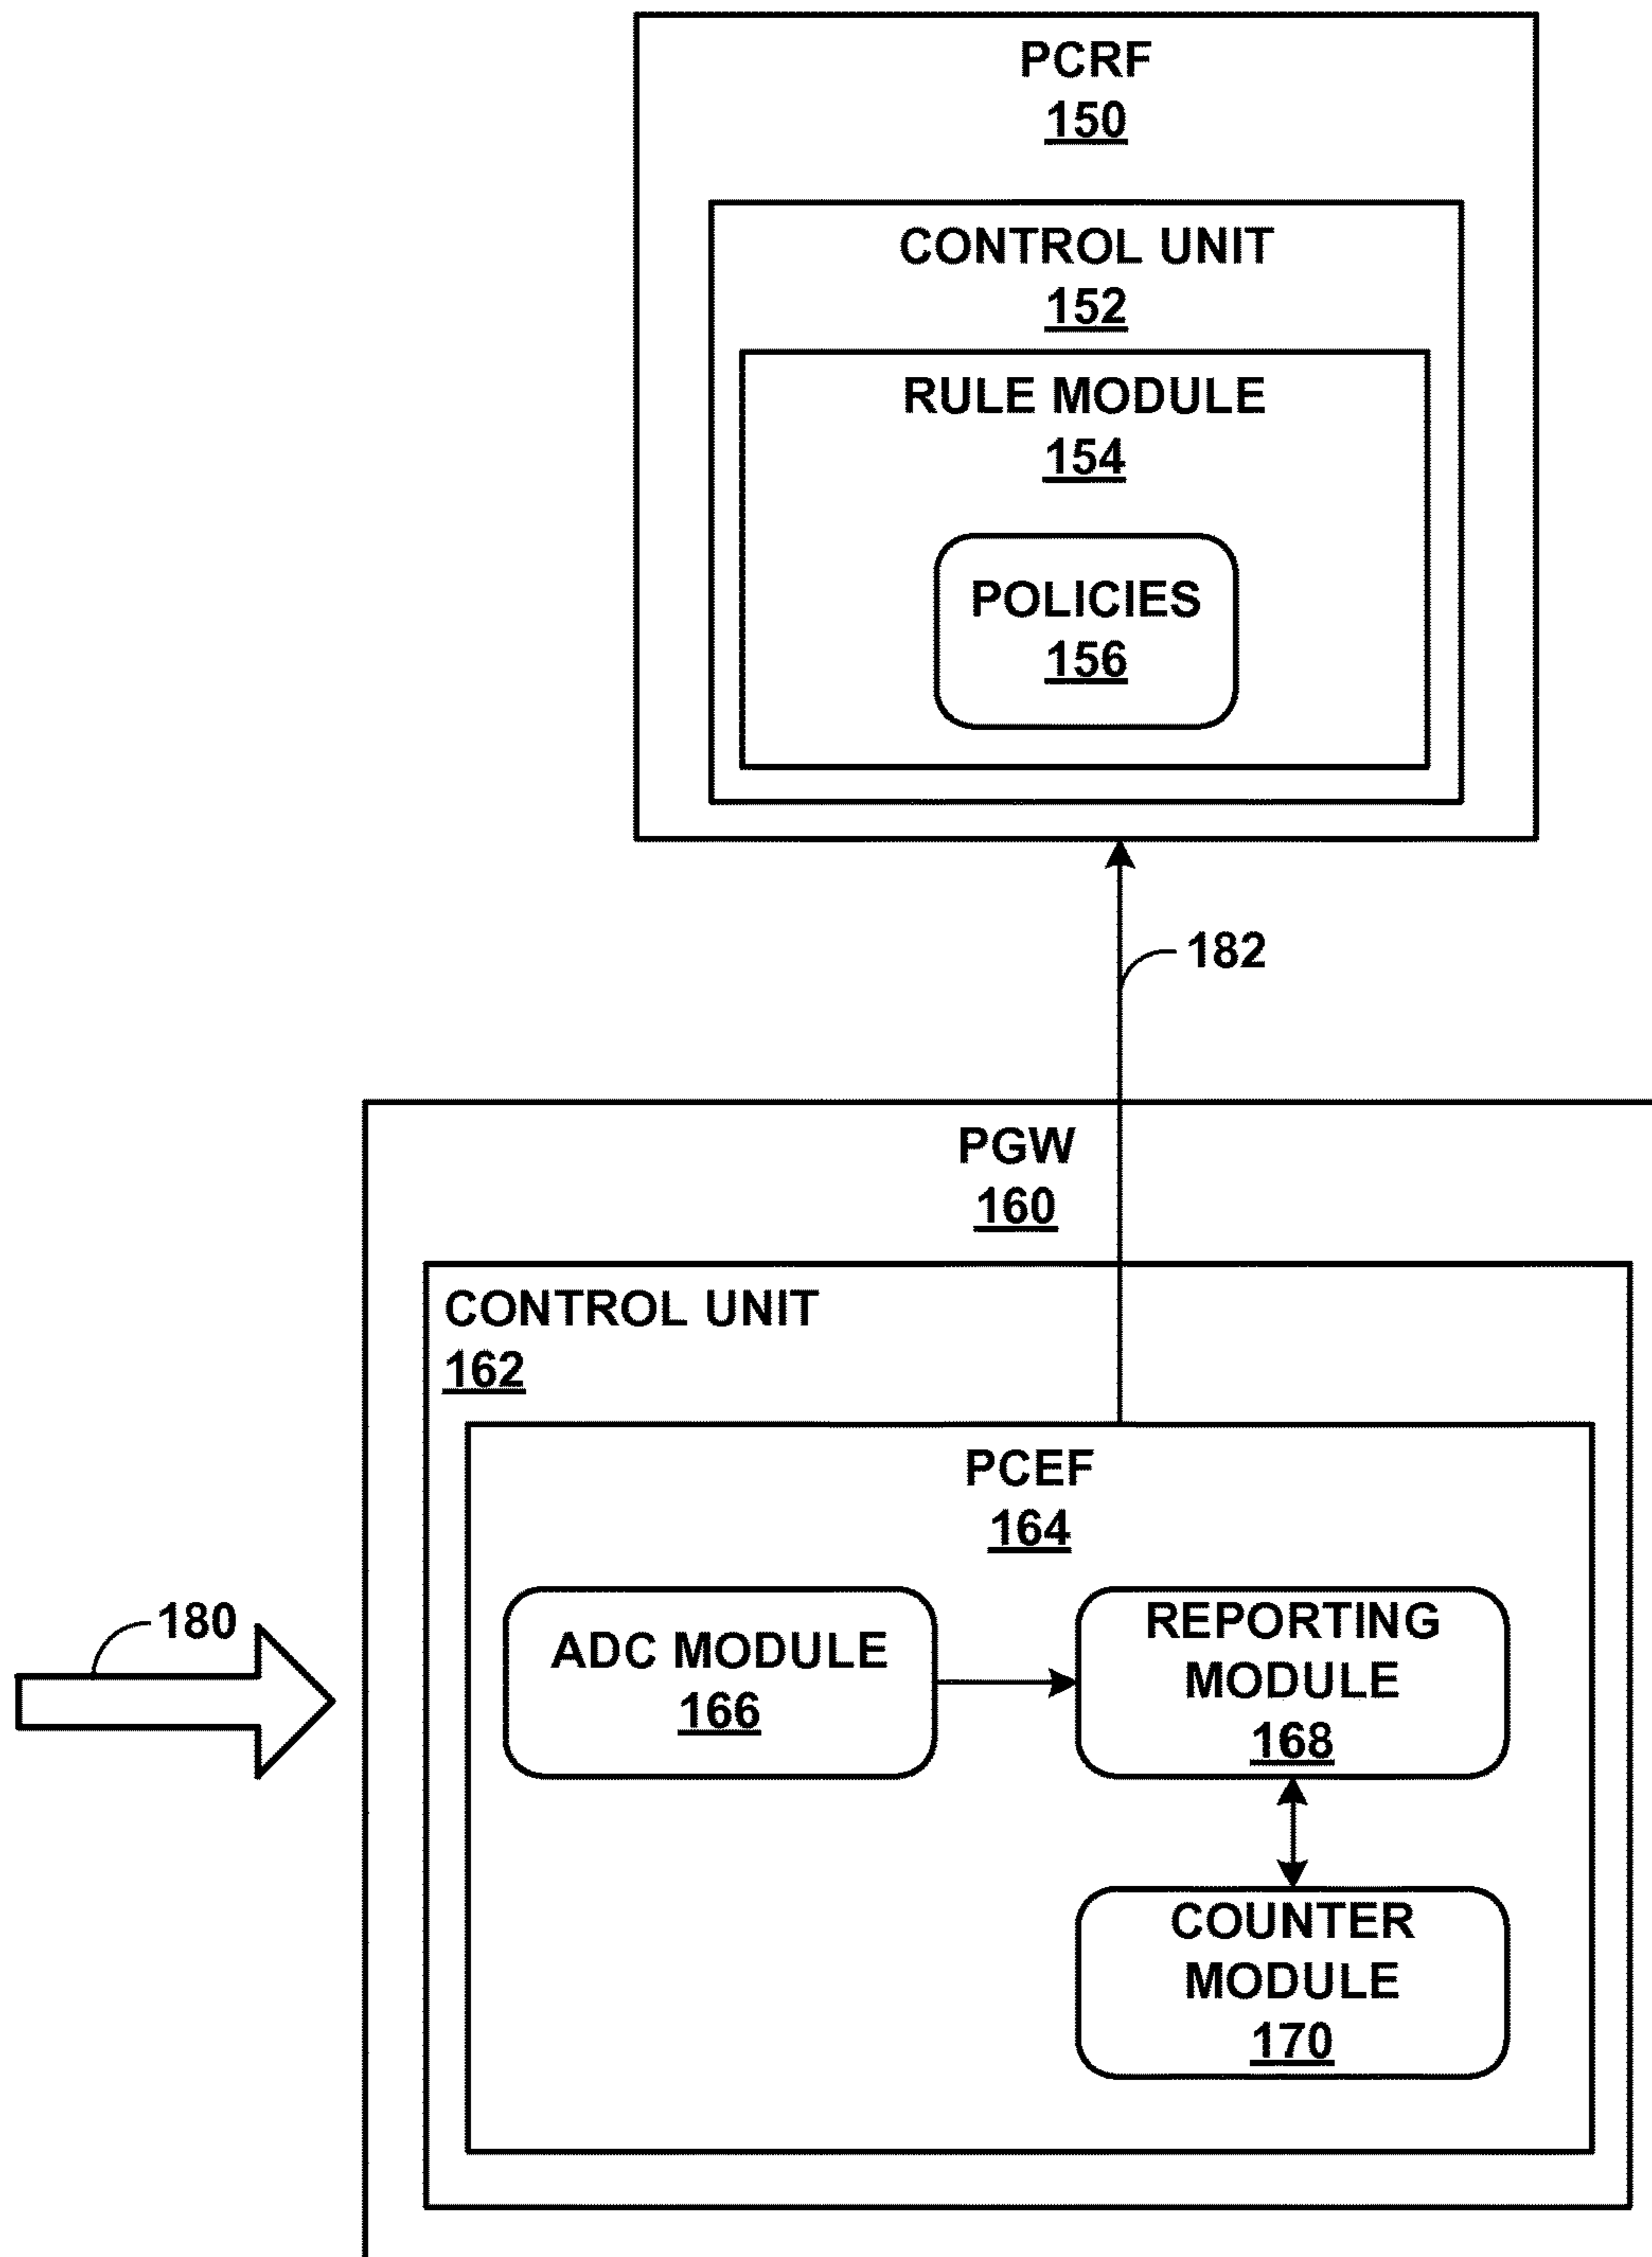 PCRF
150
CONTROL UNIT
152
RULE MODULE
154
POLICIES
156
182
PGW
160
CONTROL UNIT
162
PCEF
164
180
ADC MODULE
166
REPORTING
MODULE
168
COUNTER
MODULE
170